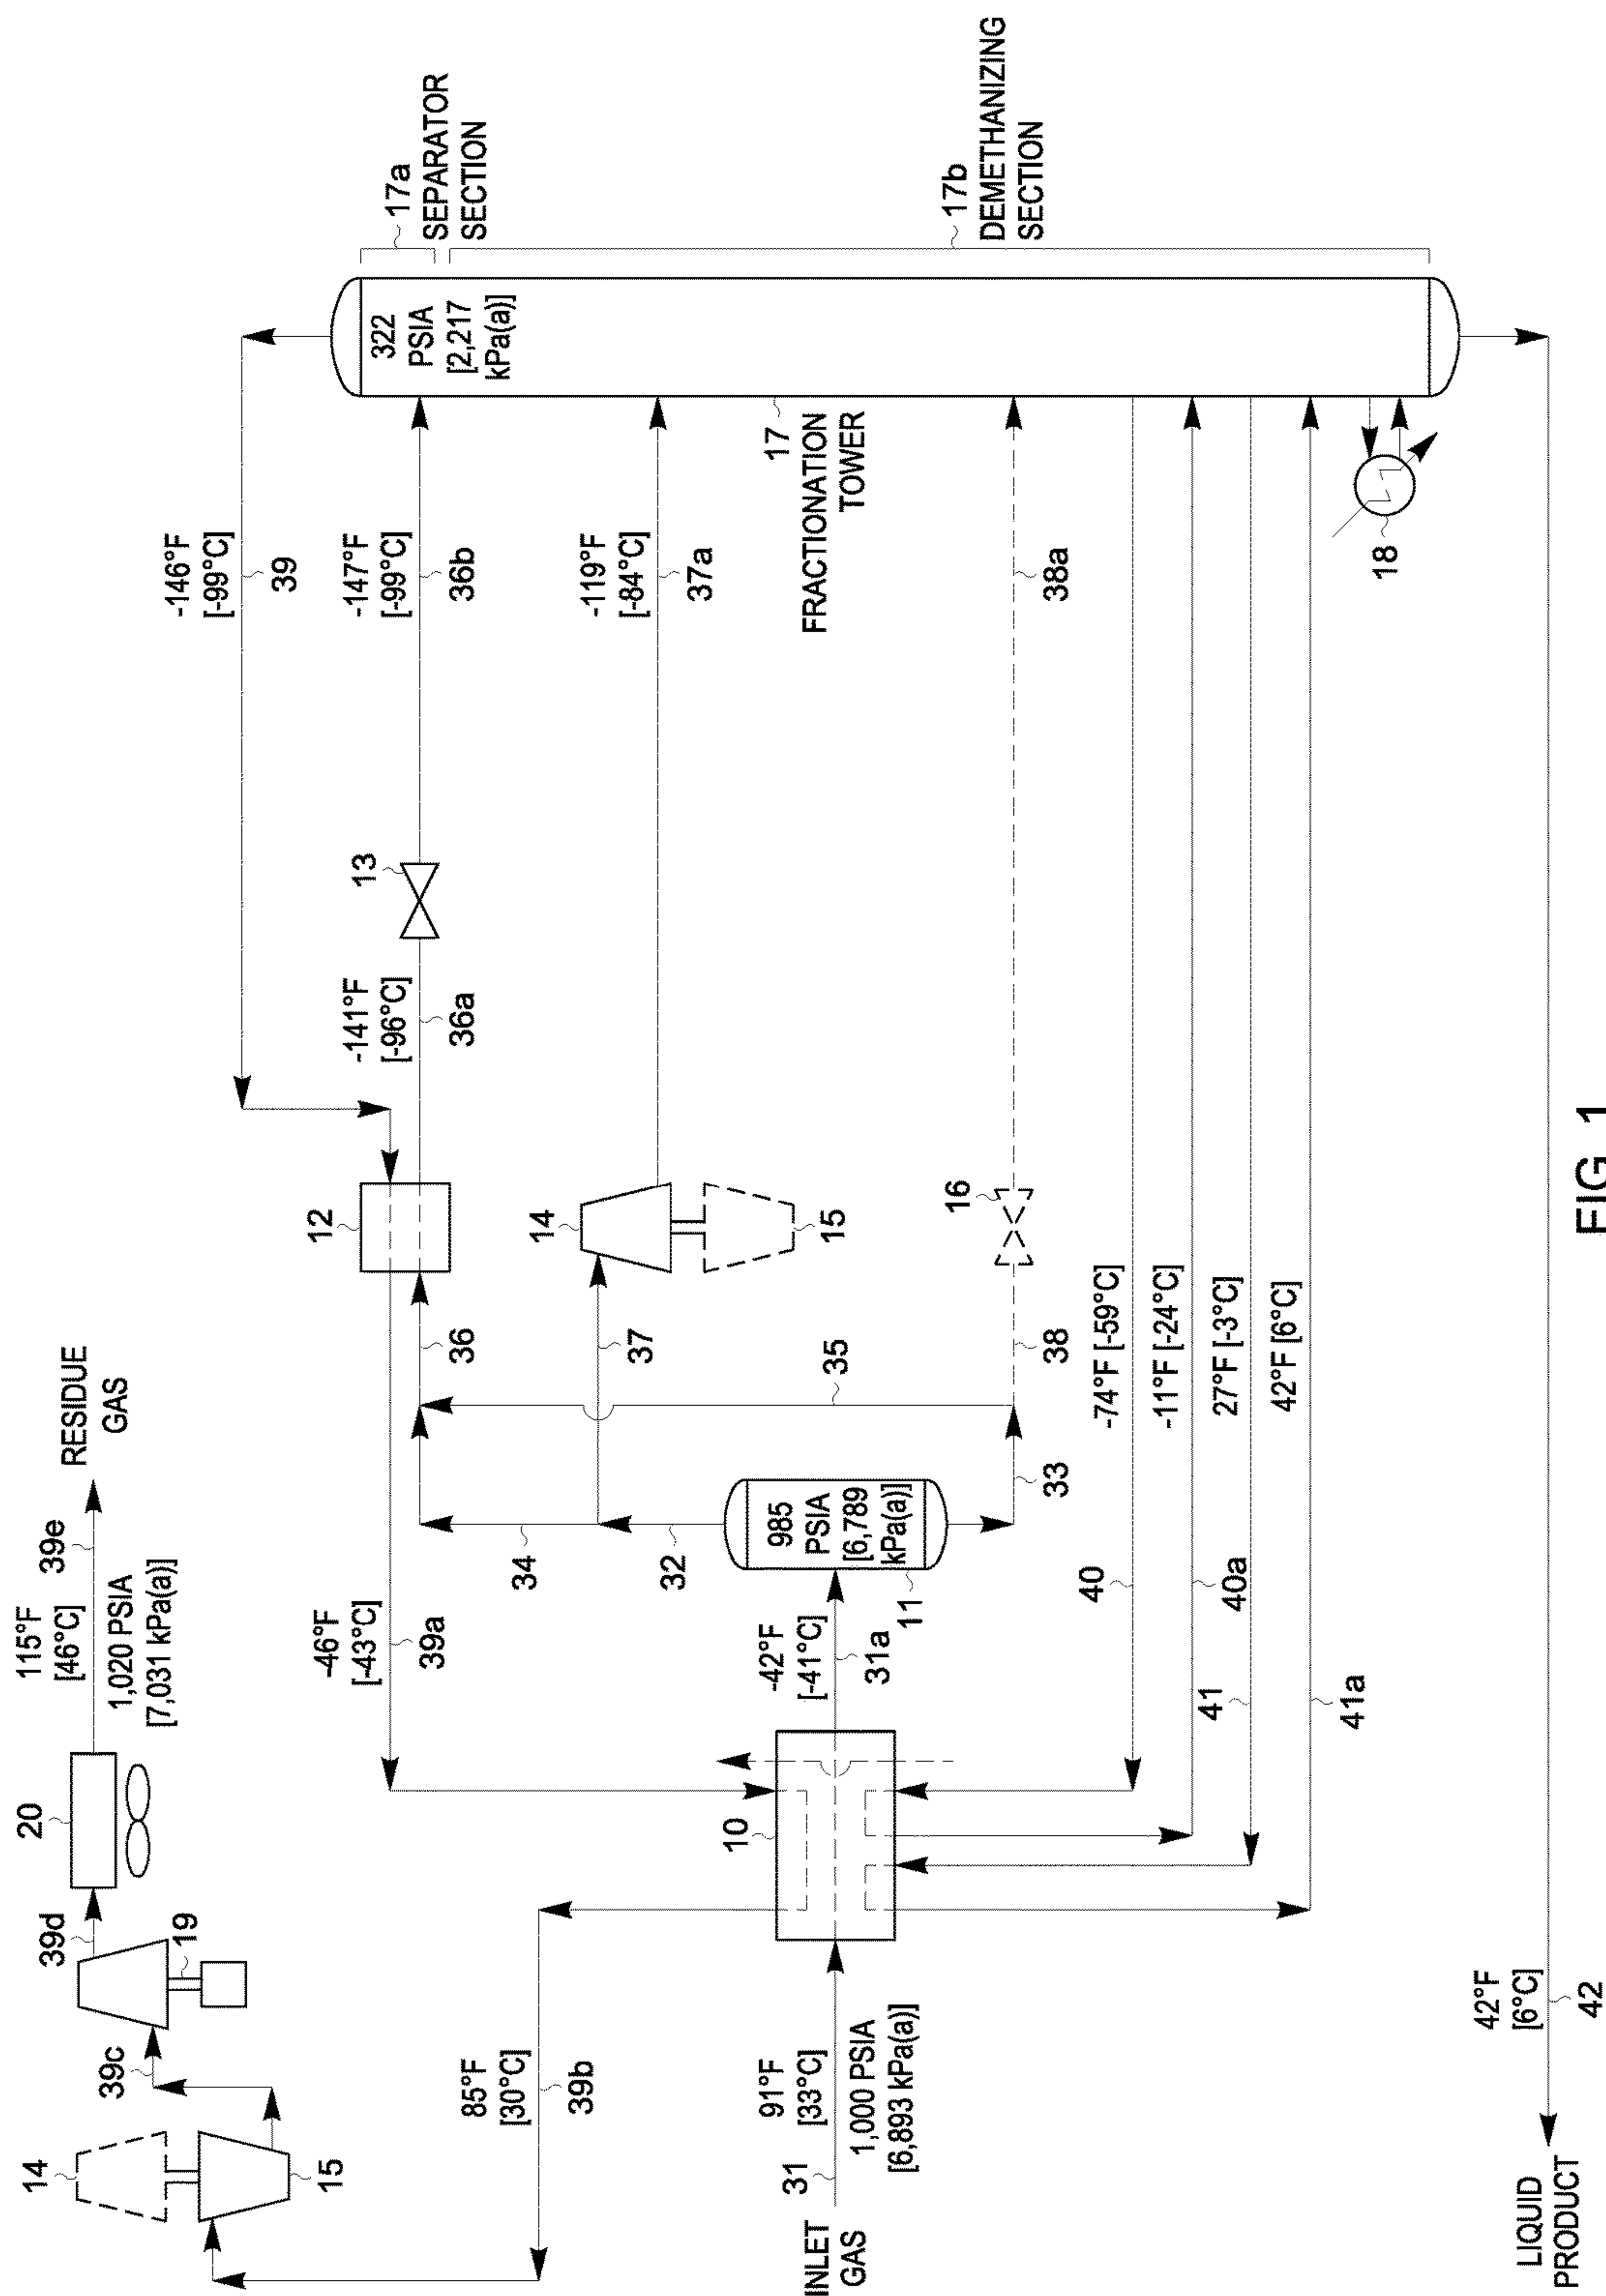 115°F
[46°C]
39e
RESIDUE
GAS
1,020 PSIA
[7,031 kPa(a)]
20
39d
19
39c
14
15
-146°F
[-99°C]
39
-46°F
[-43°C]
39a
12
36
-141°F
[-96°C]
36a
13
-147°F
[-99°C]
36b
17a
SEPARATOR
SECTION
322
PSIA
[2,217
kPa(a)]
85°F
[30°C]
39b
34
32
37
14
15
-119°F
[-84°C]
37a
17
FRACTIONATION
TOWER
INLET
GAS
31
91°F
[33°C]
1,000 PSIA
[6,893 kPa(a)]
10
-42°F
[-41°C]
31a
985
PSIA
[6,789
kPa(a)]
11
33
35
38
16
38a
17b
DEMETHANIZING
SECTION
40
-74°F [-59°C]
40a
-11°F [-24°C]
41
27°F [-3°C]
41a
42°F [6°C]
18
LIQUID
PRODUCT
42°F
[6°C]
42
FIG. 1